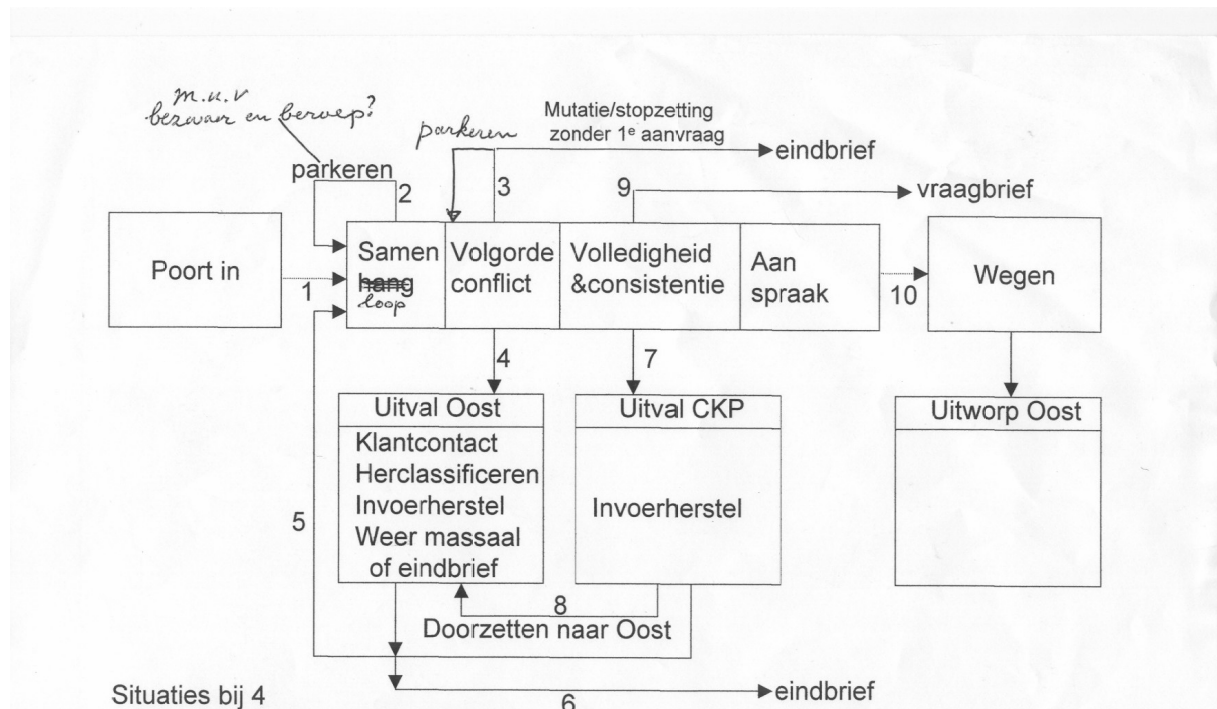 m.u.v
bezwaar en beroep?
parkeren
Mutatie/stopzetting
zonder 1e aanvraag
eindbrief
parkeren
2
3
9
vraagbrief
Poort in
1
Samen
hang
loop
Volgorde
conflict
Volledigheid
&consistentie
Aan
spraak
10
Wegen
4
7
Uitval Oost
Klantcontact
Herclassificeren
Invoerherstel
Weer massaal
of eindbrief
Uitval CKP
Invoerherstel
Uitworp Oost
5
8
Doorzetten naar Oost
6
eindbrief
Situaties bij 4